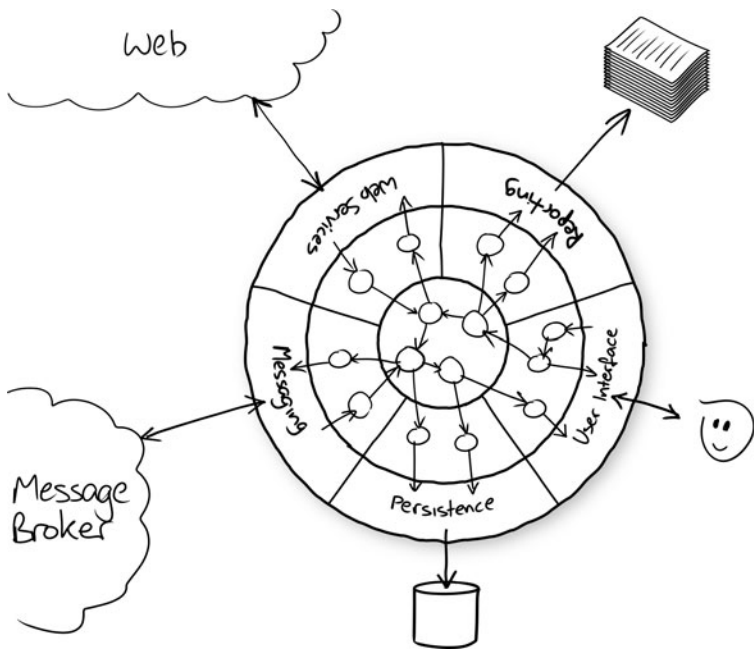 Web
Web Services
Reporting
Messaging
User Interface
Persistence
Message
Broker